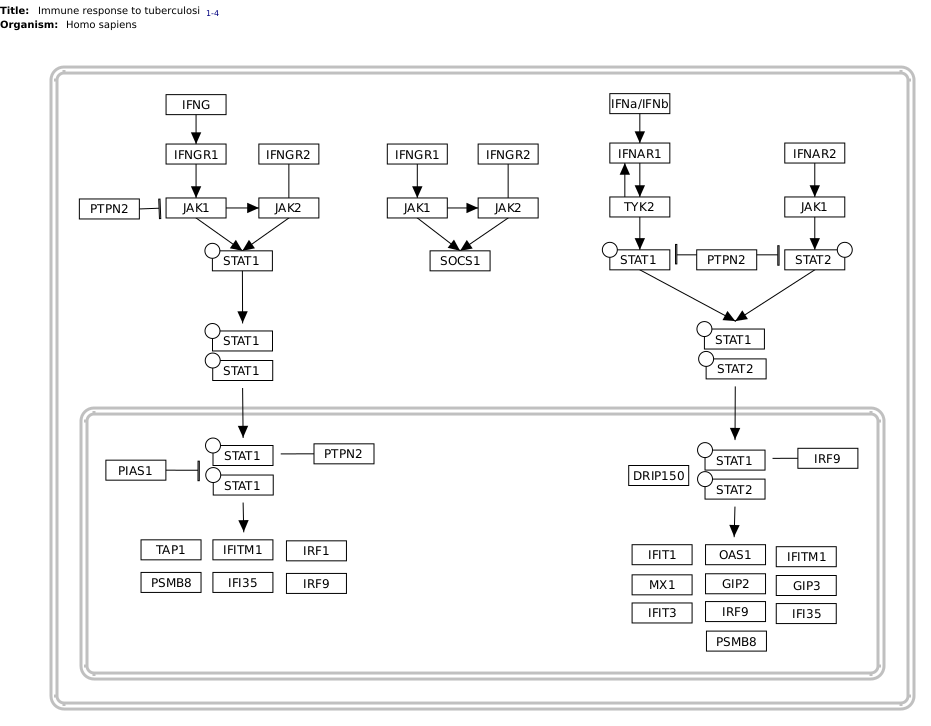 Title: Immune response to tuberculosi 1-4
Organism: Homo sapiens
IFNG
IFNa/IFNb
IFNGR1 IFNGR2 IFNGR1 IFNGR2 IFNAR1 IFNAR2
PTPN2 JAK1 JAK2 JAK1 JAK2 TYK2 JAK1
STAT1 SOCS1 STAT1 PTPN2 STAT2
STAT1 STAT1
STAT1 STAT2
STAT1 PTPN2 STAT1 IRF9
PIAS1 DRIP150
STAT1 STAT2
TAP1 IFITM1 IRF1 IFIT1 OAS1 IFITM1
PSMB8 IFI35 IRF9 MX1 GIP2 GIP3
IFIT3 IRF9 IFI35
PSMB8